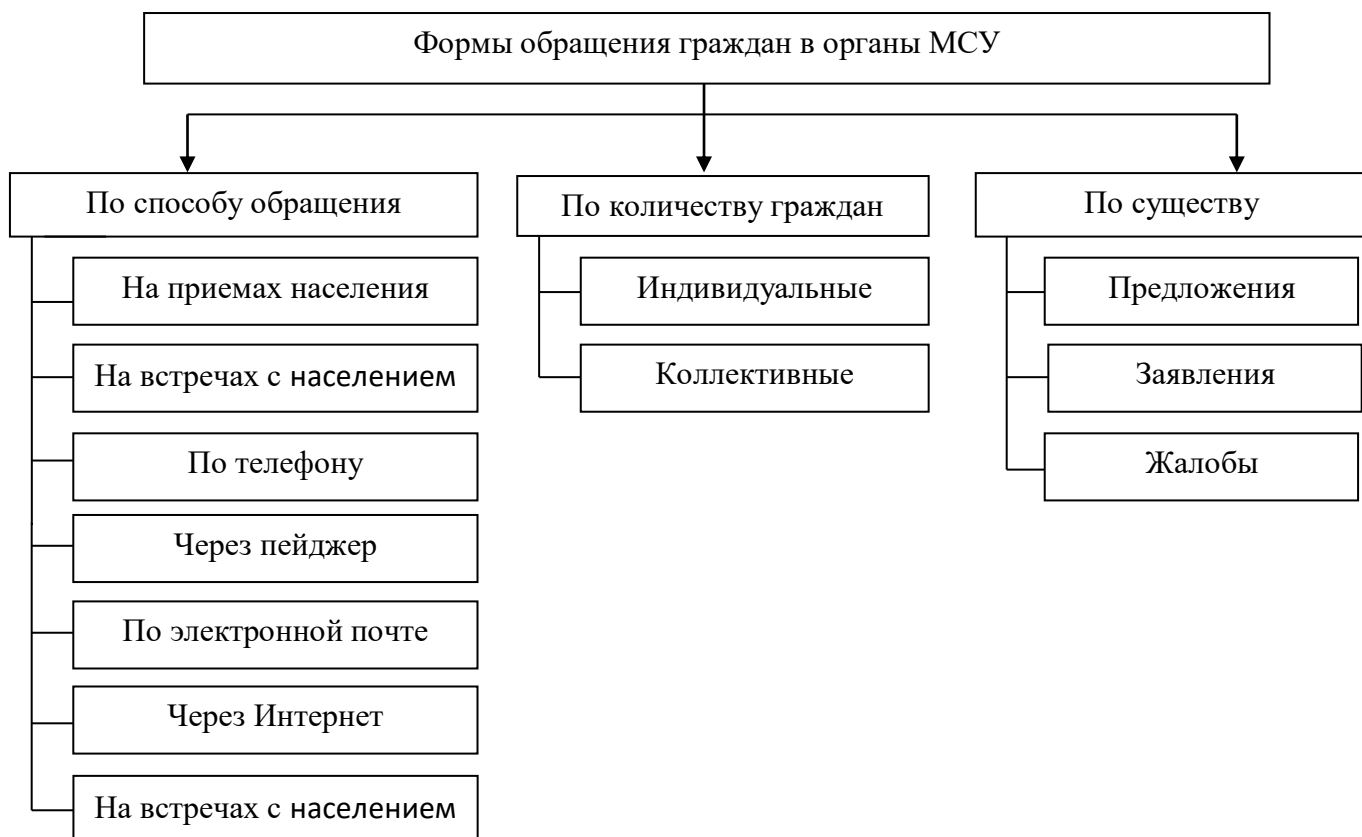 Формы обращения граждан в органы МСУ
По способу обращения
На приемах населения
На встречах с населением
По телефону
Через пейджер
По электронной почте
Через Интернет
На встречах с населением
По количеству граждан
Индивидуальные
Коллективные
По существу
Предложения
Заявления
Жалобы